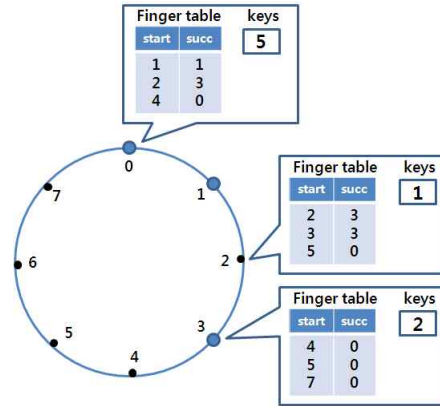 Finger table keys
start succ 5
1 1
2 3
4 0
0
7
1
Finger table keys
start succ 1
2 3
3 3
5 0
2
6
Finger table keys
start succ 2
4 0
5 0
7 0
3
5
4